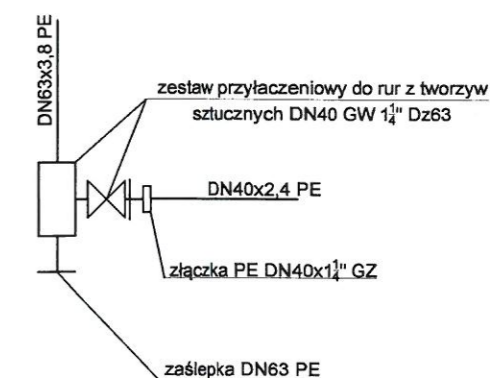 DN63x3,8 PE
zestaw przyłaczeniowy do rur z tworzyw
sztucznych DN40 GW 1¼" Dz63
DN40x2,4 PE
złączka PE DN40x1¼" GZ
zaślepka DN63 PE